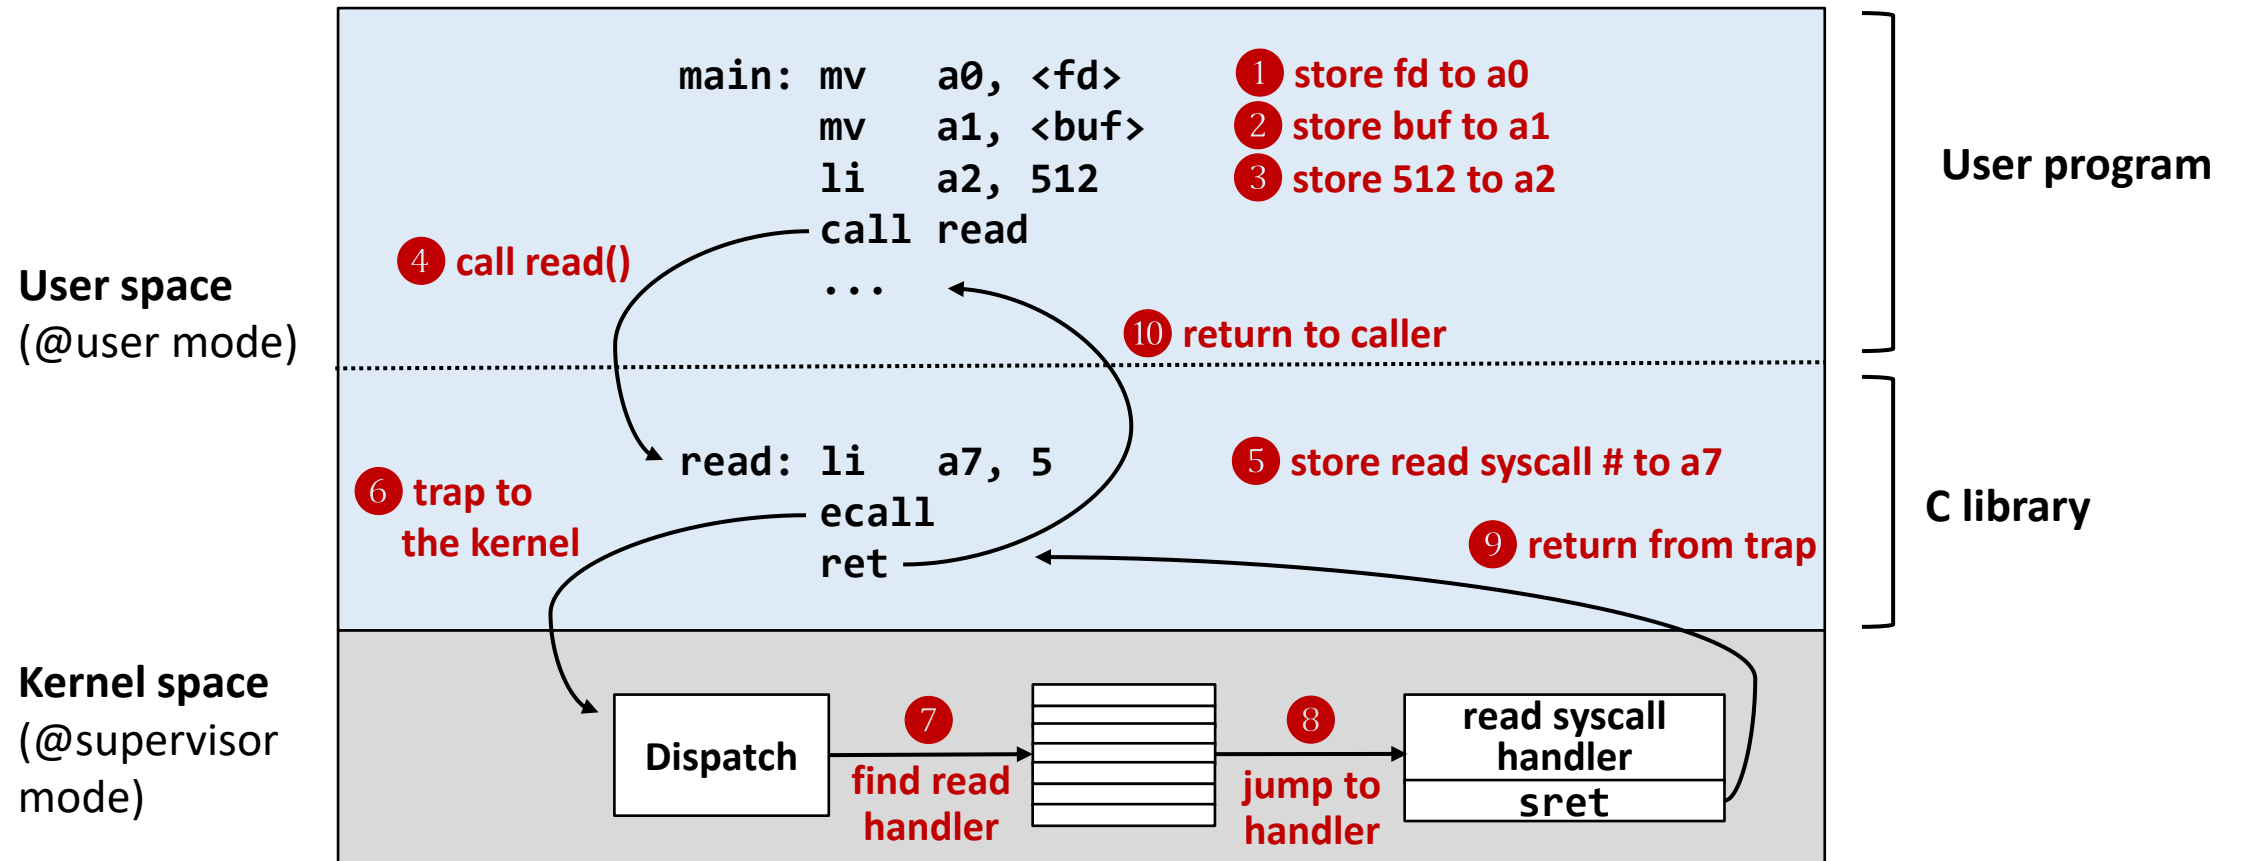 main: mv a0, <fd>
1 store fd to a0
mv a1, <buf>
2 store buf to a1
li a2, 512
3 store 512 to a2
call read
4 call read()
...
10 return to caller
User program
User space
(@user mode)
read: li a7, 5
5 store read syscall # to a7
6 trap to
the kernel
ecall
ret
9 return from trap
C library
Kernel space
(@supervisor
mode)
Dispatch
7
find read
handler
8
jump to
handler
read syscall
handler
sret